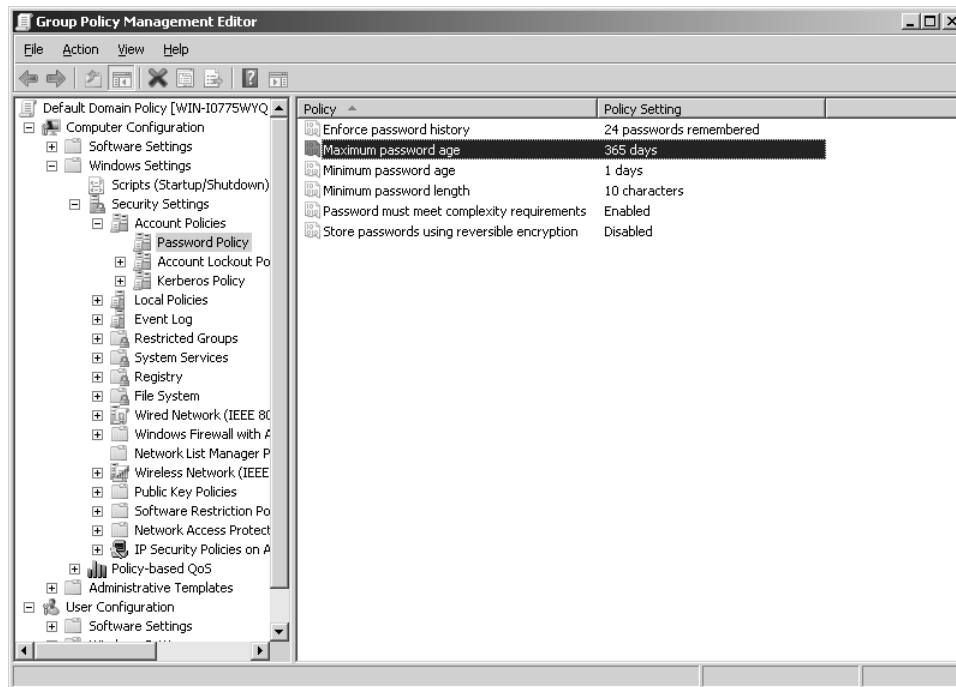 Group Policy Management Editor
File Action View Help
Default Domain Policy [WIN-I0775WYQ
Computer Configuration
Software Settings
Windows Settings
Scripts (Startup/Shutdown)
Security Settings
Account Policies
Password Policy
Account Lockout Po
Kerberos Policy
Local Policies
Event Log
Restricted Groups
System Services
Registry
File System
Wired Network (IEEE 80
Windows Firewall with A
Network List Manager P
Wireless Network (IEEE
Public Key Policies
Software Restriction Po
Network Access Protect
IP Security Policies on A
Policy-based QoS
Administrative Templates
User Configuration
Software Settings
Policy Policy Setting
Enforce password history 24 passwords remembered
Maximum password age 365 days
Minimum password age 1 days
Minimum password length 10 characters
Password must meet complexity requirements Enabled
Store passwords using reversible encryption Disabled